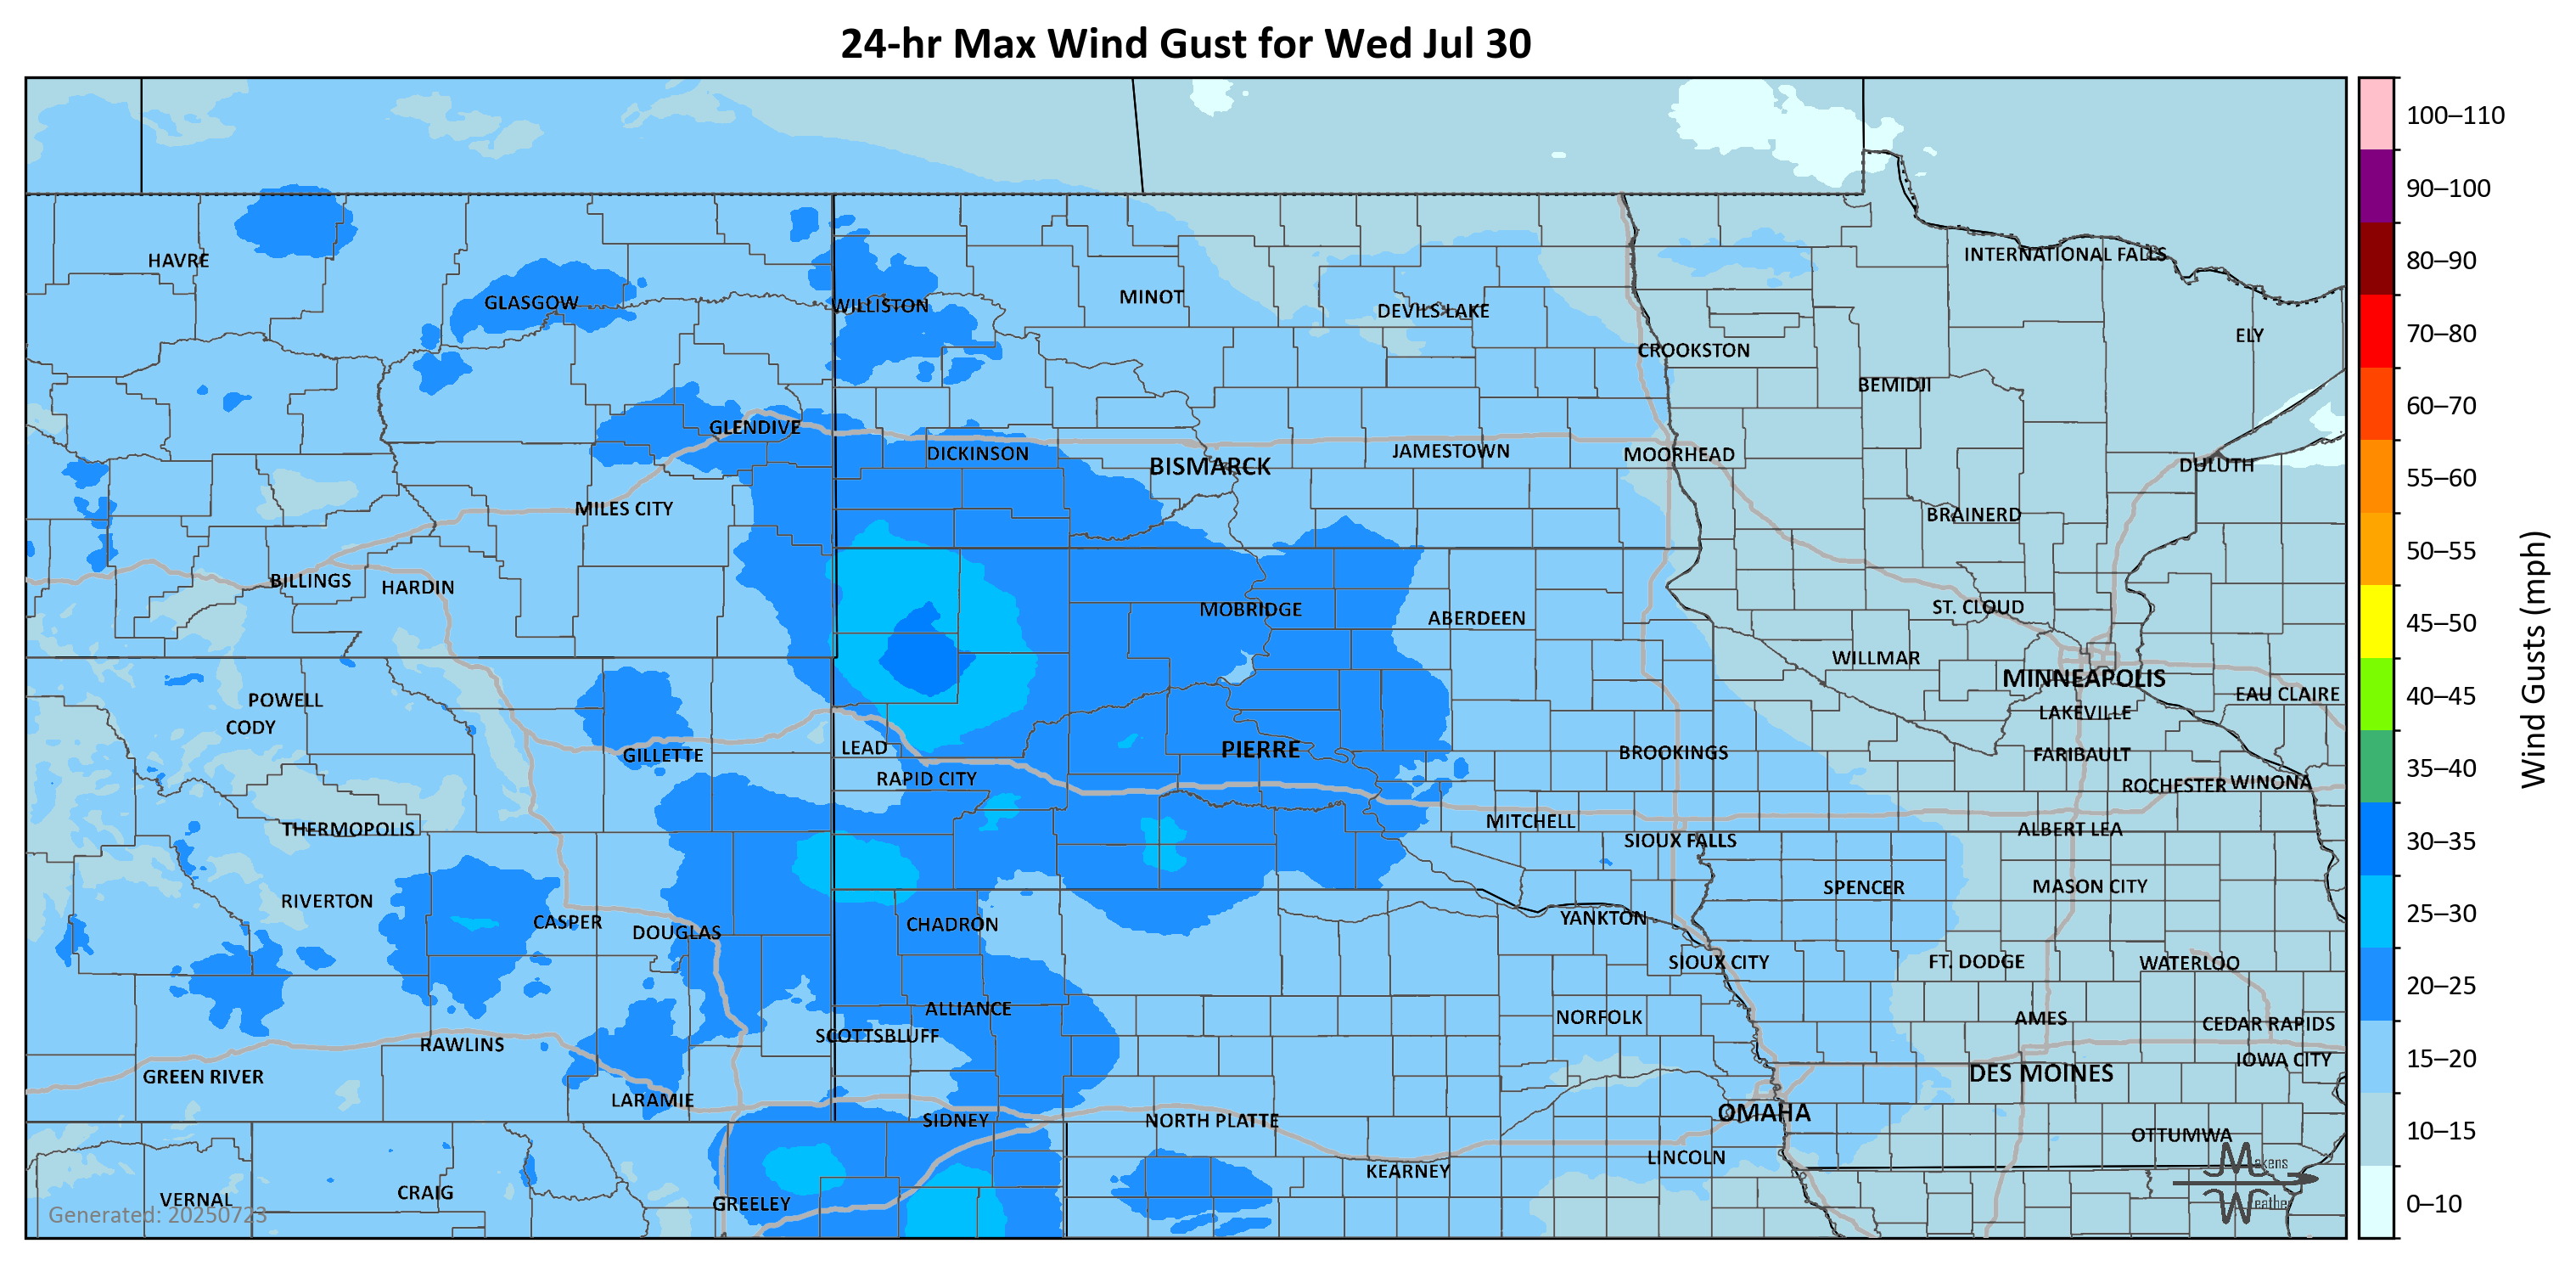 24-hr Max Wind Gust for Wed Jul 30
100–110
90–100
80–90
70–80
60–70
55–60
50–55
45–50
40–45
35–40
30–35
25–30
20–25
15–20
10–15
0–10
Wind Gusts (mph)
HAVRE
INTERNATIONAL FALLS
GLASGOW
WILLISTON
MINOT
DEVILS LAKE
ELY
CROOKSTON
BEMIDJI
GLENDIVE
DICKINSON
BISMARCK
JAMESTOWN
MOORHEAD
DULUTH
MILES CITY
BRAINERD
BILLINGS
HARDIN
MOBRIDGE
ABERDEEN
ST. CLOUD
WILLMAR
MINNEAPOLIS
EAU CLAIRE
POWELL
CODY
LAKEVILLE
GILLETTE
LEAD
PIERRE
BROOKINGS
FARIBAULT
RAPID CITY
ROCHESTER
WINONA
THERMOPOLIS
MITCHELL
SIOUX FALLS
ALBERT LEA
SPENCER
MASON CITY
RIVERTON
CASPER
DOUGLAS
CHADRON
YANKTON
SIOUX CITY
FT. DODGE
WATERLOO
ALLIANCE
SCOTTSBLUFF
NORFOLK
AMES
CEDAR RAPIDS
RAWLINS
IOWA CITY
GREEN RIVER
DES MOINES
LARAMIE
SIDNEY
NORTH PLATTE
OMAHA
OTTUMWA
LINCOLN
KEARNEY
VERNAL
CRAIG
GREELEY
Generated: 20250723
Makens
Weather